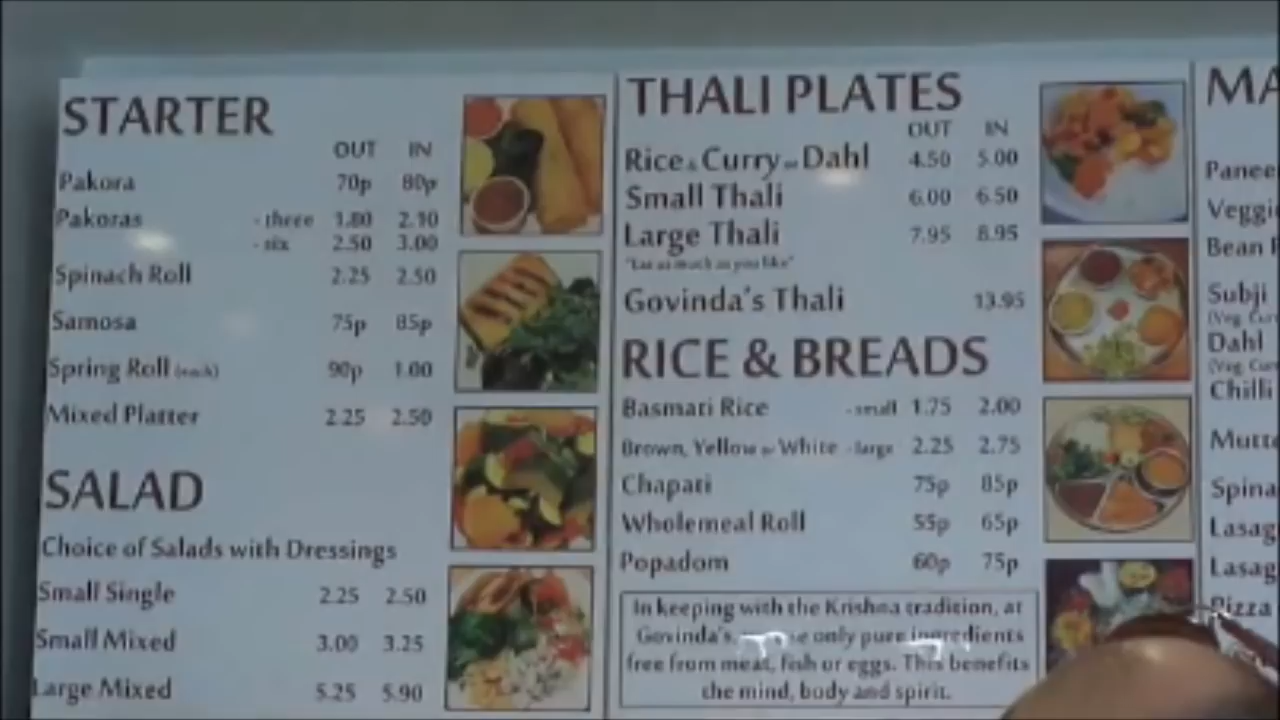 STARTER
OUT IN
Pakora 70p 80p
Pakoras - three 1.80 2.10
- six 2.50 3.00
Spinach Roll 2.25 2.50
Samosa 75p 85p
Spring Roll (each) 90p 1.00
Mixed Platter 2.25 2.50
SALAD
Choice of Salads with Dressings
Small Single 2.25 2.50
Small Mixed 3.00 3.25
Large Mixed 5.25 5.90
THALI PLATES
OUT IN
Rice & Curry or Dahl 4.50 5.00
Small Thali 6.00 6.50
Large Thali 7.95 8.95
"Eat as much as you like"
Govinda's Thali 13.95
RICE & BREADS
Basmati Rice - small 1.75 2.00
Brown, Yellow or White - large 2.25 2.75
Chapati 75p 85p
Wholemeal Roll 55p 65p
Popadom 60p 75p
In keeping with the Krishna tradition, at
Govinda's, only pure ingredients
free from meat, fish or eggs. This benefits
the mind, body and spirit.
MA
Panee
Veggi
Bean
Subji
(Veg Cur
Dahl
(Veg Cur
Chilli
Mutt
Spina
Lasag
Lasag
Pizza